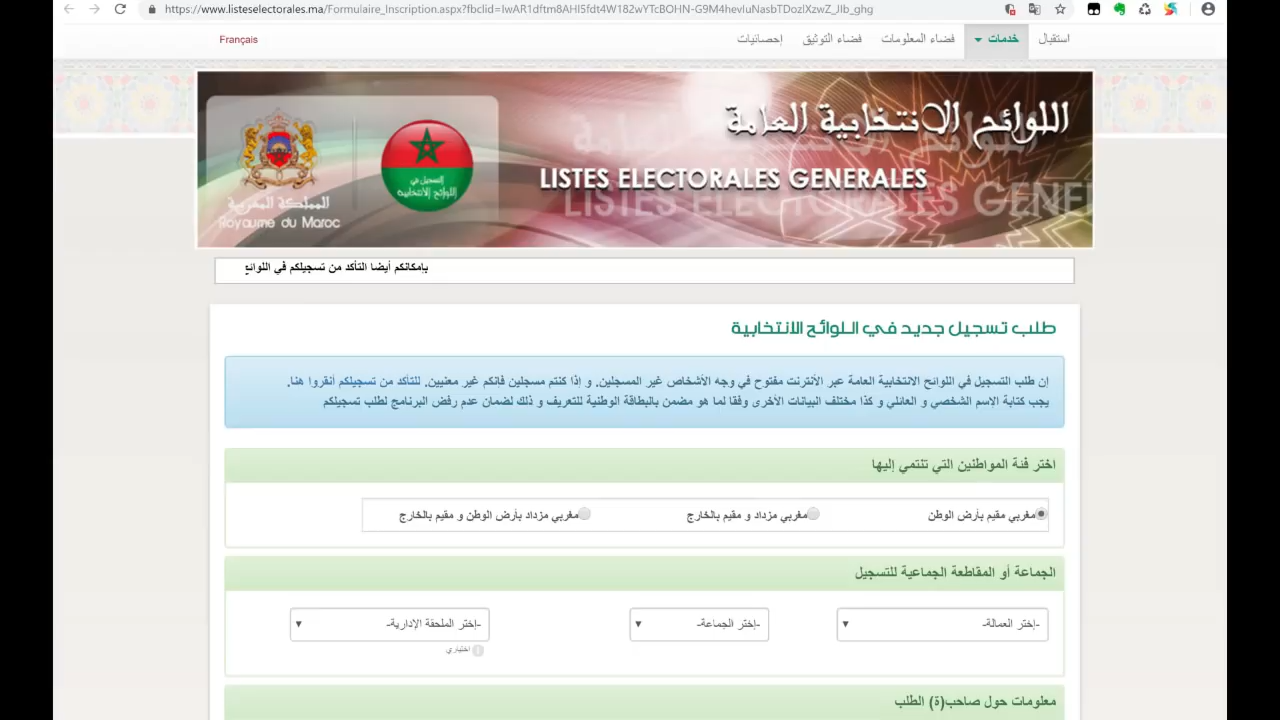 https://www.listeselectorales.ma/Formulaire_Inscription.aspx?fbclid=IwAR1dftm8AHI5fdt4W182wYTcBOHN-G9M4hevIuNasbTDozlXzwZ_JIb_ghg
استقبال
خدمات
فضاء المعلومات
فضاء التوثيق
إحصائيات
Français
اللوائح الانتخابية العامة
LISTES ELECTORALES GENERALES
التسجيل في
اللوائح الانتخابية
المملكة المغربية
Royaume du Maroc
بإمكانكم أيضا التأكد من تسجيلكم في اللوائع
طلب تسجيل جديد في اللوائح الانتخابية
إن طلب التسجيل في اللوائح الانتخابية العامة عبر الأنترنت مفتوح في وجه الأشخاص غير المسجلين. و إذا كنتم مسجلين فانكم غير معنيين. للتأكد من تسجيلكم أنقروا هنا.
يجب كتابة الإسم الشخصي و العائلي و كذا مختلف البيانات الأخرى وفقا لما هو مضمن بالبطاقة الوطنية للتعريف و ذلك لضمان عدم رفض البرنامج لطلب تسجيلكم
اختر فئة المواطنين التي تنتمي إليها
مغربي مقيم بأرض الوطن
مغربي مزداد و مقيم بالخارج
مغربي مزداد بأرض الوطن و مقيم بالخارج
الجماعة أو المقاطعة الجماعية للتسجيل
-إختر العمالة-
-إختر الجماعة-
-إختر الملحقة الإدارية-
اختياري
معلومات حول صاحب(ة) الطلب